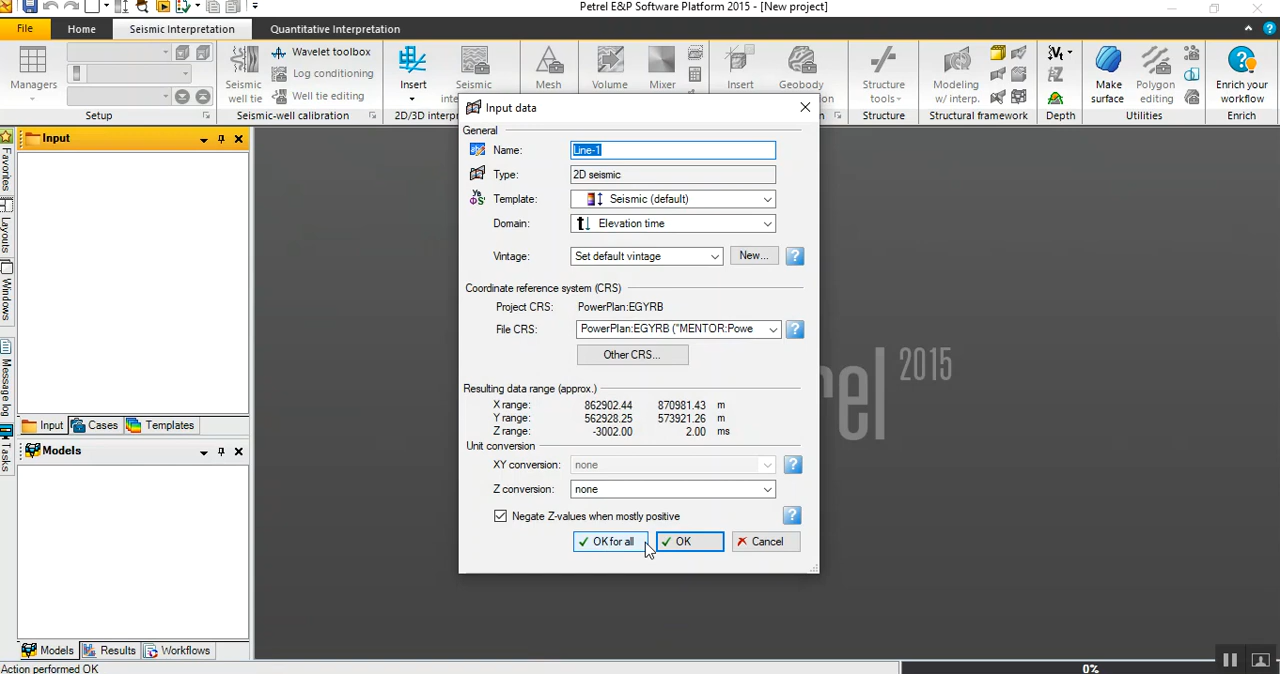 Petrel E&P Software Platform 2015 - [New project]
File
Home
Seismic Interpretation
Quantitative Interpretation
Managers
Setup
Seismic
well tie
Wavelet toolbox
Log conditioning
Well tie editing
Seismic-well calibration
Insert
Seismic
inte
2D/3D interp
Mesh
Volume
Mixer
Insert
Geobody
Structure
tools
Structure
Modeling
w/ interp.
Structural framework
Depth
Make
surface
Polygon
editing
Utilities
Enrich your
workflow
Enrich
Favorites
Layouts
Windows
Message log
Tasks
Input
Input
Cases
Templates
Models
Models
Results
Workflows
Action performed OK
0%
rel
2015
Input data
General
Name:
Line-1
Type:
2D seismic
Template:
Seismic (default)
Domain:
Elevation time
Vintage:
Set default vintage
New...
Coordinate reference system (CRS)
Project CRS:
PowerPlan:EGYRB
File CRS:
PowerPlan:EGYRB ("MENTOR:Powe
Other CRS...
Resulting data range (approx.)
X range: 862902.44 870981.43 m
Y range: 562928.25 573921.26 m
Z range: -3002.00 2.00 ms
Unit conversion
XY conversion:
none
Z conversion:
none
Negate Z-values when mostly positive
OK for all
OK
Cancel